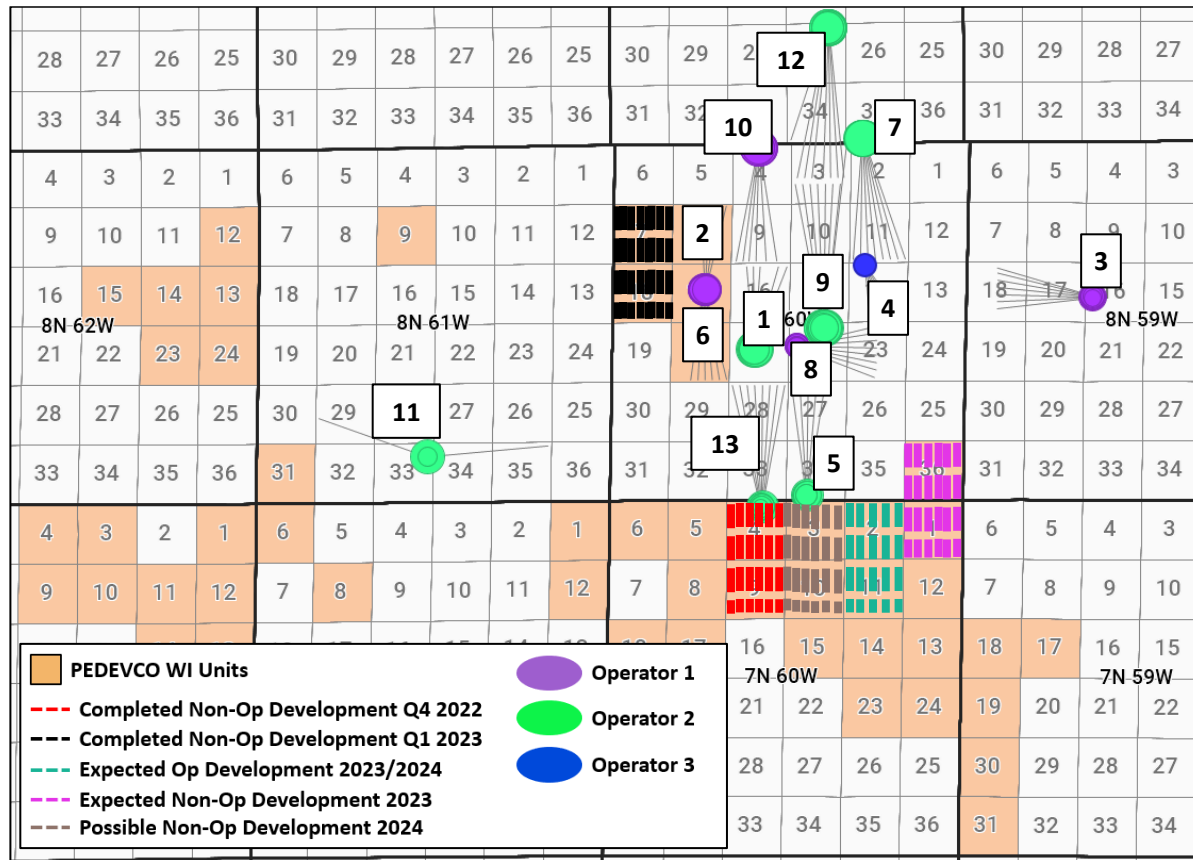 28 27 26 25 30 29 28 27 26 25 30 29 26 25 30 29 28 27
12
33 34 35 36 31 32 33 34 35 36 31 34 36 31 32 33 34
10 7
4 3 2 1 6 5 4 3 2 1 6 5 4 3 2 1 6 5 4 3
9 10 11 12 7 8 9 10 11 12 7 2 9 10 11 12 7 8 9 10
3
16 15 14 13 18 17 16 15 14 13 18 16 9 13 18 17 16 15
8N 62W 8N 61W 1 4 8N 59W
21 22 23 24 19 20 21 22 23 24 19 6 8 23 24 19 20 21 22
28 27 26 25 30 29 11 27 26 25 30 29 28 27 26 25 30 29 28 27
33 34 35 36 31 32 33 34 35 36 31 32 13 33 5 35 36 31 32 33 34
4 3 2 1 6 5 4 3 2 1 6 5 4 3 2 1 6 5 4 3
9 10 11 12 7 8 9 10 11 12 7 8 9 10 11 12 7 8 9 10
16 15 14 13 18 17 16 15
7N 60W 7N 59W
21 22 23 24 19 20 21 22
28 27 26 25 30 29 28 27
33 34 35 36 31 32 33 34
PEDEVCO WI Units
Completed Non-Op Development Q4 2022
Completed Non-Op Development Q1 2023
Expected Op Development 2023/2024
Expected Non-Op Development 2023
Possible Non-Op Development 2024
Operator 1
Operator 2
Operator 3